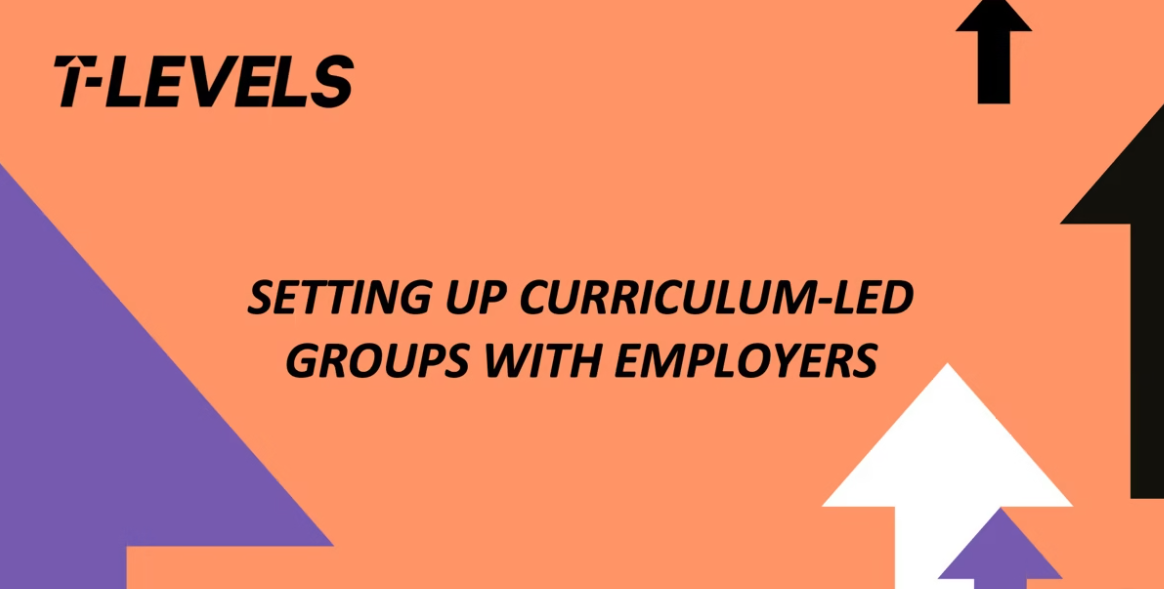 T-LEVELS
SETTING UP CURRICULUM-LED
GROUPS WITH EMPLOYERS